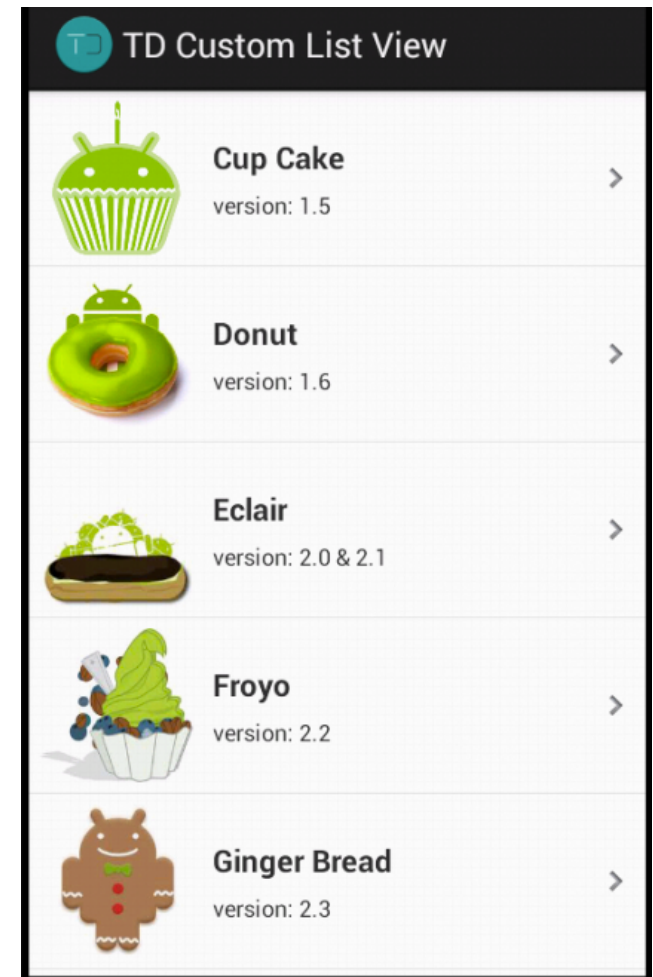 TD TD Custom List View
Cup Cake
version: 1.5
Donut
version: 1.6
Eclair
version: 2.0 & 2.1
Froyo
version: 2.2
Ginger Bread
version: 2.3